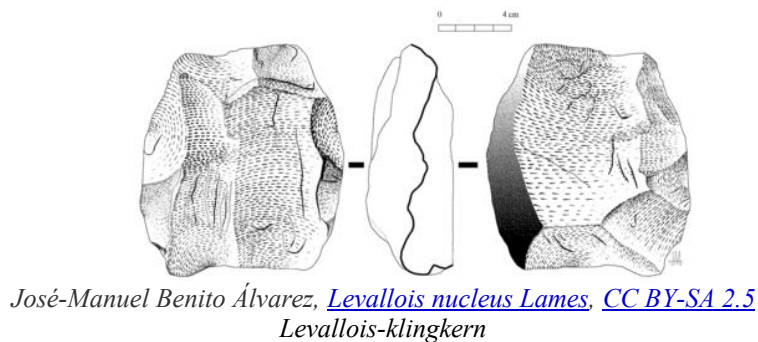 0 4 cm
José-Manuel Benito Álvarez, Levallois nucleus Lames, CC BY-SA 2.5
Levallois-klingkern